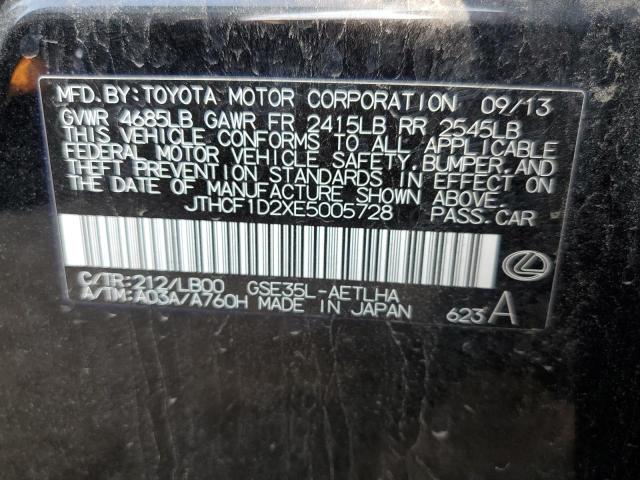 MFD.BY:TOYOTA MOTOR CORPORATION 09/13
GVWR 4685LB GAWR FR 2415LB RR 2545LB
THIS VEHICLE CONFORMS TO ALL APPLICABLE
FEDERAL MOTOR VEHICLE SAFETY,BUMPER,AND
THEFT PREVENTION STANDARDS IN EFFECT ON
THE DATE OF MANUFACTURE SHOWN ABOVE.
JTHCF1D2XE5005728 PASS.CAR
C/TR:212/LB00 GSE35L-AETLHA
A/TM:A03A/A760H MADE IN JAPAN 623 A